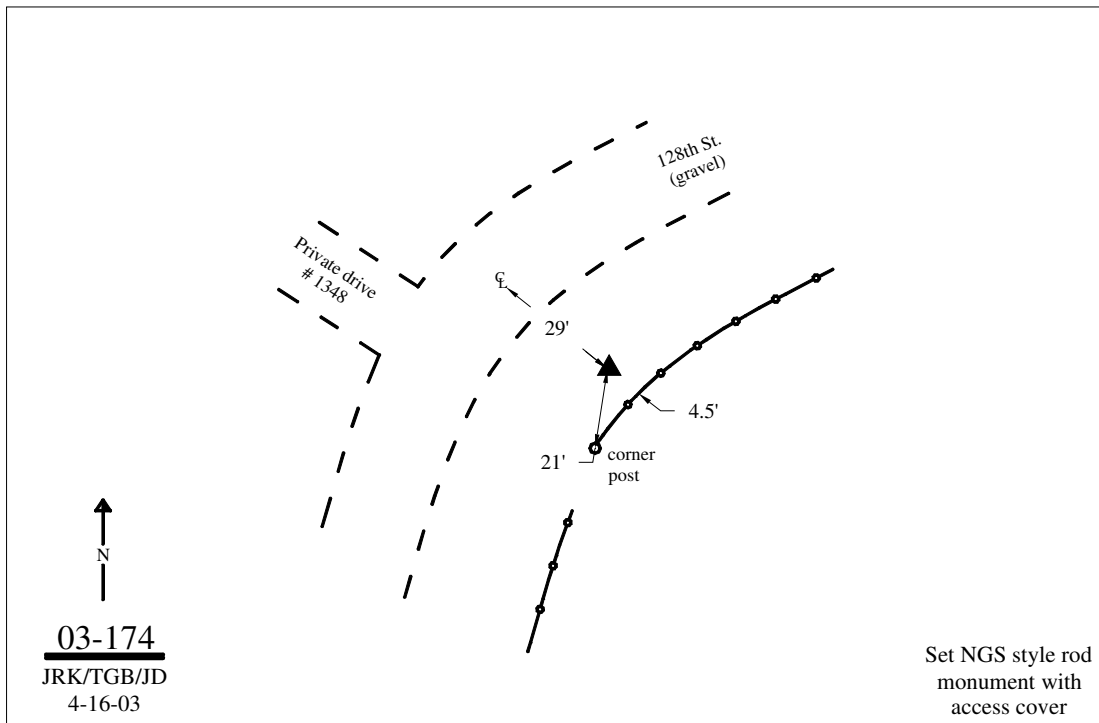 128th St.
(gravel)
Private drive
# 1348
℄
29'
4.5'
21'
corner
post
N
03-174
JRK/TGB/JD
4-16-03
Set NGS style rod
monument with
access cover